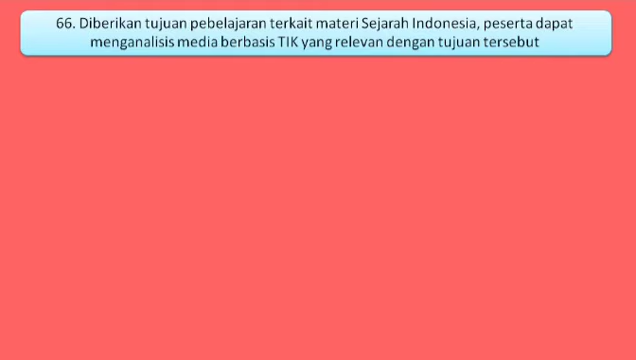 66. Diberikan tujuan pebelajaran terkait materi Sejarah Indonesia, peserta dapat
menganalisis media berbasis TIK yang relevan dengan tujuan tersebut